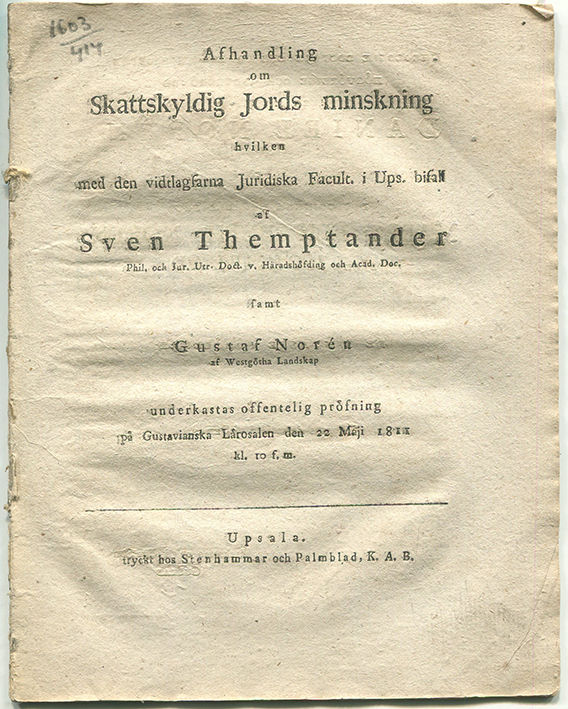 1603
414
Afhandling
om
Skattskyldig Jords minskning
hvilken
med den vidtlagfarna Juridiska Facult. i Ups. bifall
af
Sven Themptander
Phil. och Jur. Utr. Doct. v. Häradshöfding och Acad. Doc.
samt
Gustaf Norén
af Westgötha Landskap
underkastas offentelig pröfning
på Gustavianska Lärosalen den 22 Maji 1811
kl. 10 f. m.
Upsala.
tryckt hos Stenhammar och Palmblad, K. A. B.